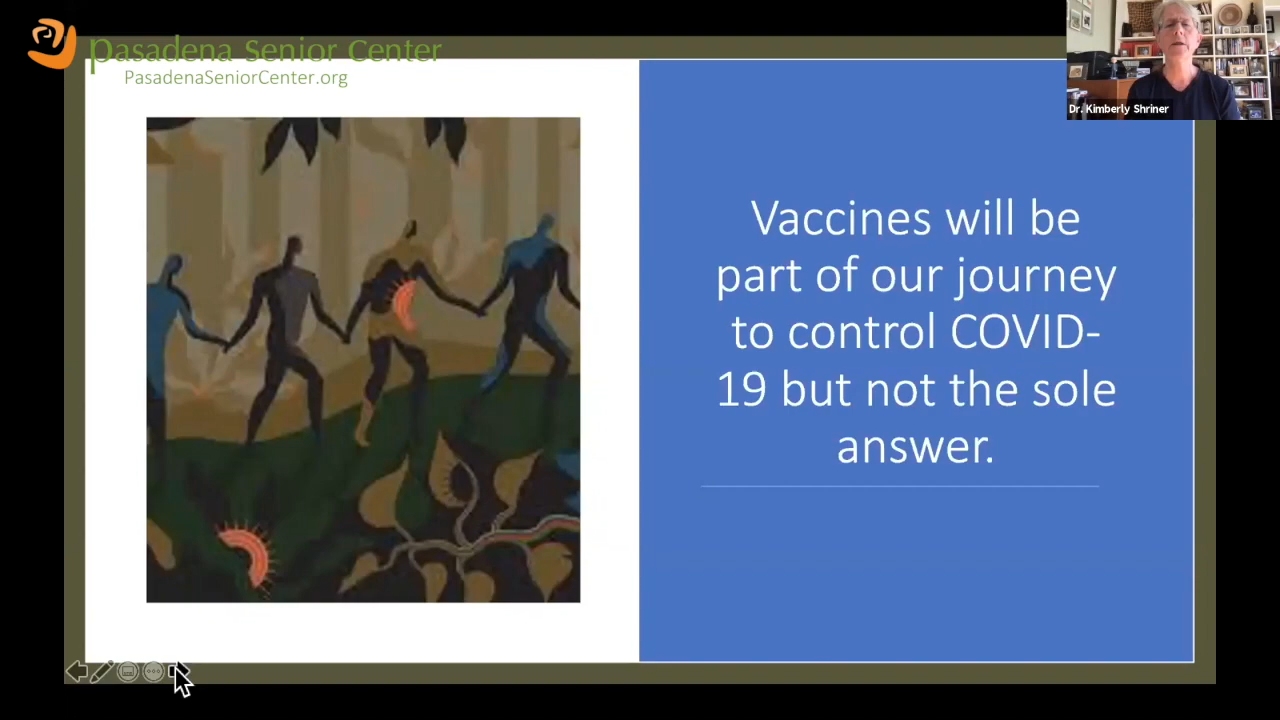 pasadena Senior Center
PasadenaSeniorCenter.org
Dr. Kimberly Shriner
Vaccines will be
part of our journey
to control COVID-
19 but not the sole
answer.